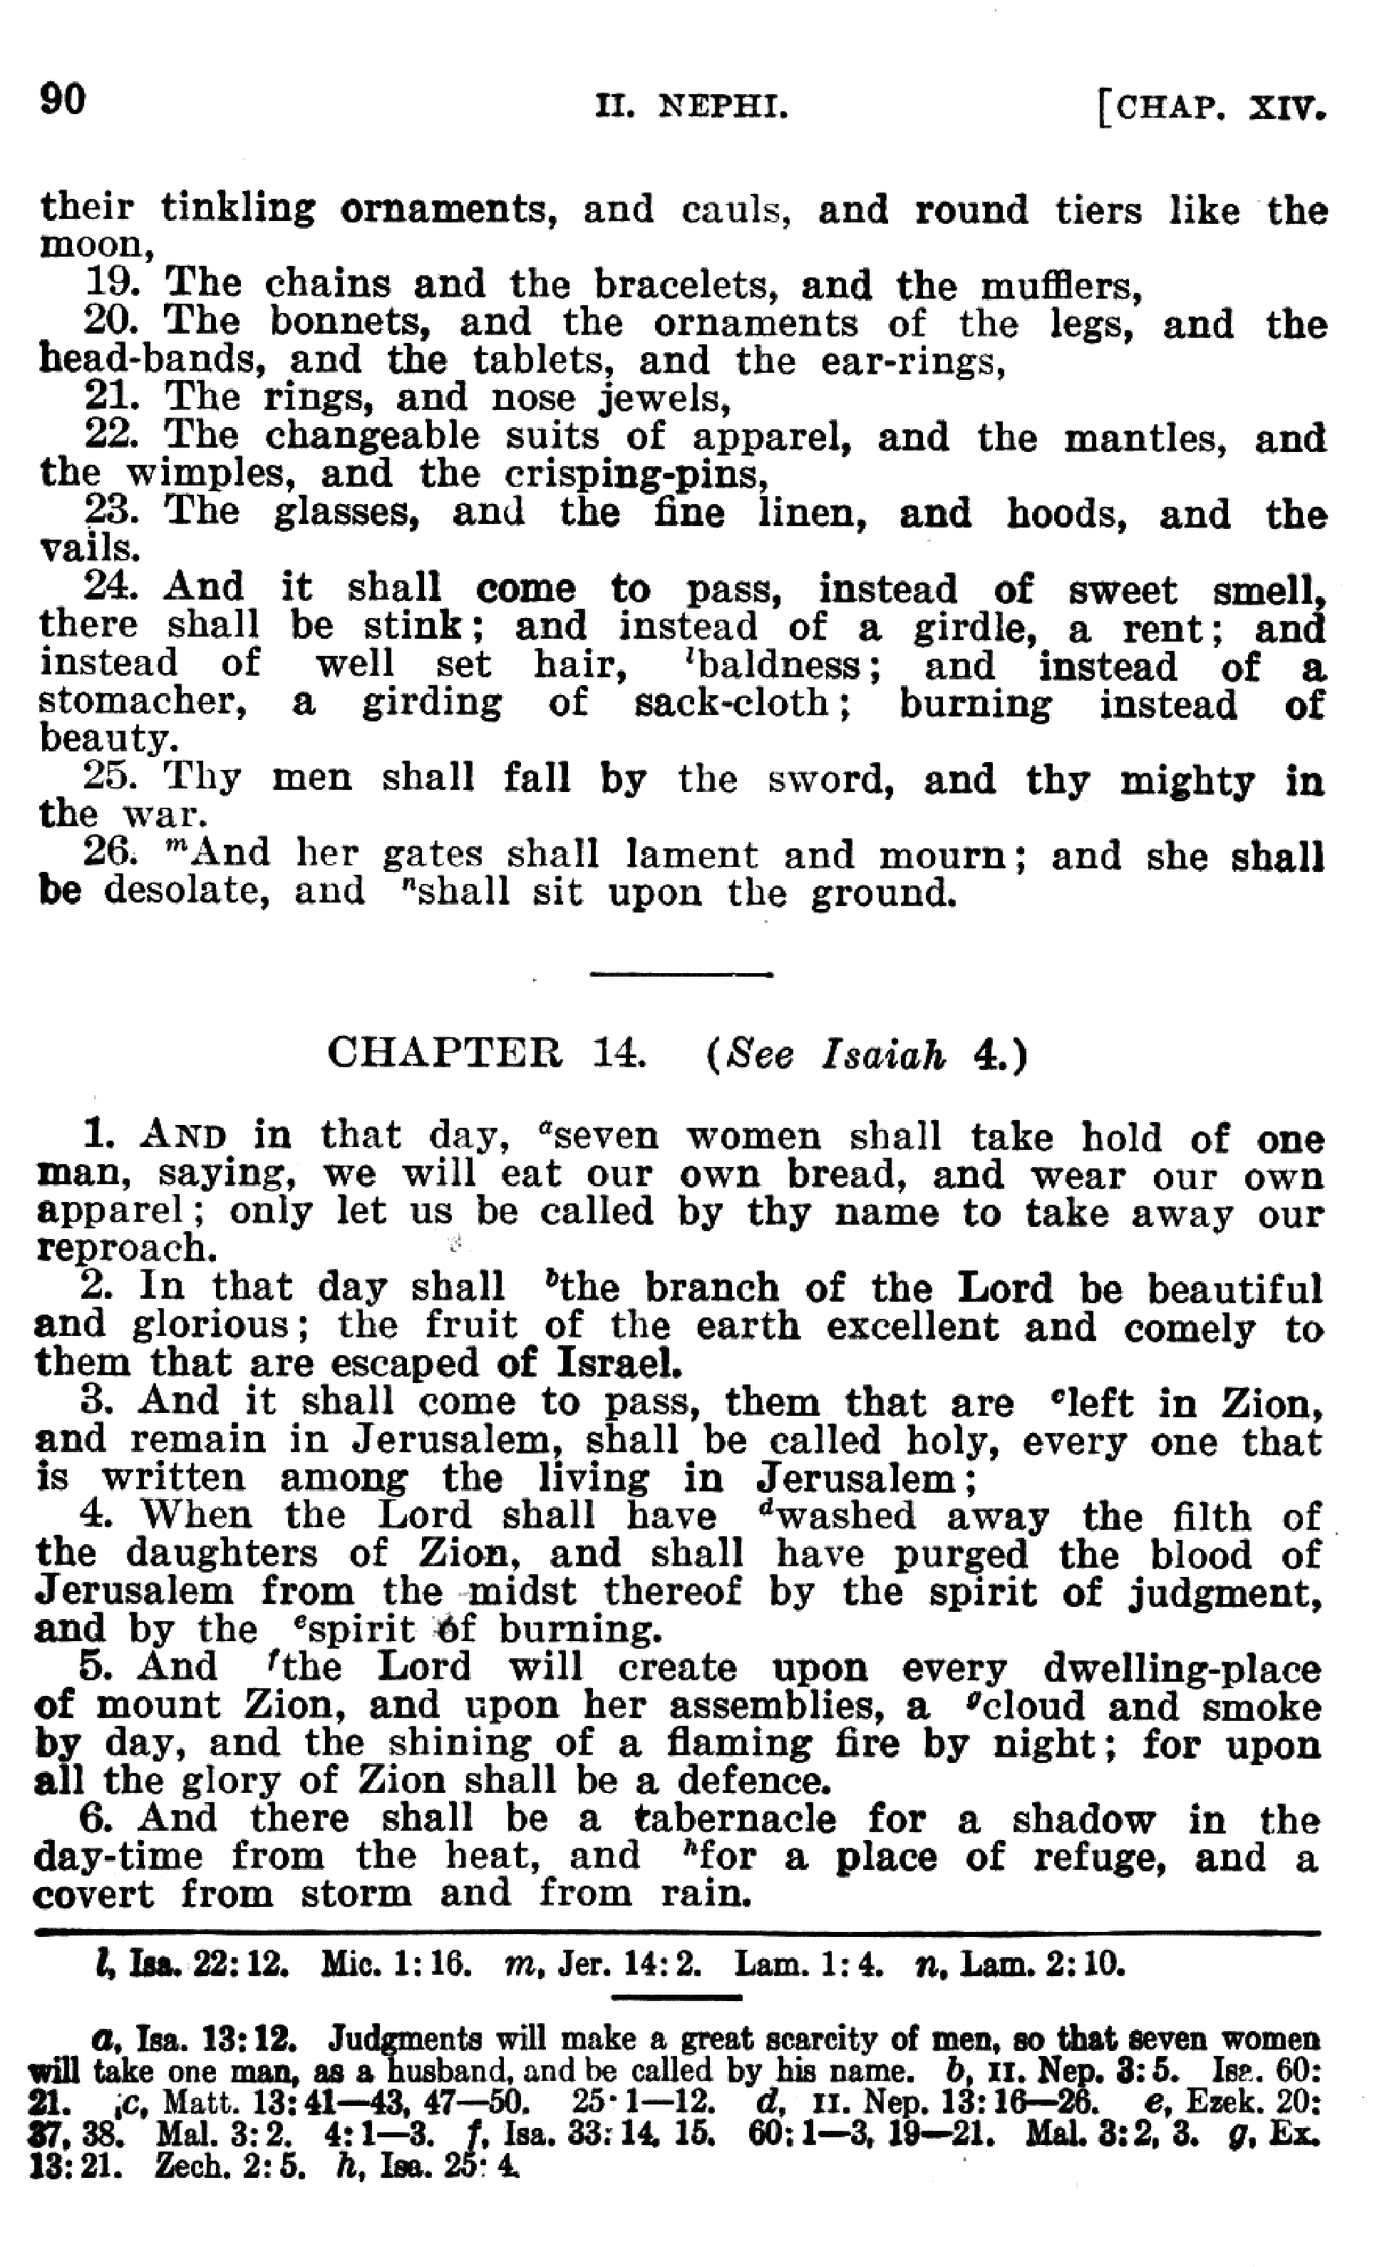 90 II. NEPHI. [CHAP. XIV.
their tinkling ornaments, and cauls, and round tiers like the
moon,
19. The chains and the bracelets, and the mufflers,
20. The bonnets, and the ornaments of the legs, and the
head-bands, and the tablets, and the ear-rings,
21. The rings, and nose jewels,
22. The changeable suits of apparel, and the mantles, and
the wimples, and the crisping-pins,
23. The glasses, and the fine linen, and hoods, and the
vails.
24. And it shall come to pass, instead of sweet smell,
there shall be stink; and instead of a girdle, a rent; and
instead of well set hair, lbaldness; and instead of a
stomacher, a girding of sack-cloth; burning instead of
beauty.
25. Thy men shall fall by the sword, and thy mighty in
the war.
26. mAnd her gates shall lament and mourn; and she shall
be desolate, and nshall sit upon the ground.
CHAPTER 14. (See Isaiah 4.)
1. AND in that day, aseven women shall take hold of one
man, saying, we will eat our own bread, and wear our own
apparel; only let us be called by thy name to take away our
reproach.
2. In that day shall bthe branch of the Lord be beautiful
and glorious; the fruit of the earth excellent and comely to
them that are escaped of Israel.
3. And it shall come to pass, them that are cleft in Zion,
and remain in Jerusalem, shall be called holy, every one that
is written among the living in Jerusalem;
4. When the Lord shall have dwashed away the filth of
the daughters of Zion, and shall have purged the blood of
Jerusalem from the midst thereof by the spirit of judgment,
and by the espirit of burning.
5. And fthe Lord will create upon every dwelling-place
of mount Zion, and upon her assemblies, a gcloud and smoke
by day, and the shining of a flaming fire by night; for upon
all the glory of Zion shall be a defence.
6. And there shall be a tabernacle for a shadow in the
day-time from the heat, and hfor a place of refuge, and a
covert from storm and from rain.
l, Isa. 22:12. Mic. 1:16. m, Jer. 14:2. Lam. 1:4. n, Lam. 2:10.
a, Isa. 13:12. Judgments will make a great scarcity of men, so that seven women
will take one man, as a husband, and be called by his name. b, II. Nep. 3:5. Isa. 60:
21. c, Matt. 13:41—43, 47—50. 25:1—12. d, II. Nep. 13:16—26. e, Ezek. 20:
37, 38. Mal. 3:2. 4:1—3. f, Isa. 33:14, 15. 60:1—3, 19—21. Mal. 3:2, 3. g, Ex.
13:21. Zech. 2:5. h, Isa. 25:4.